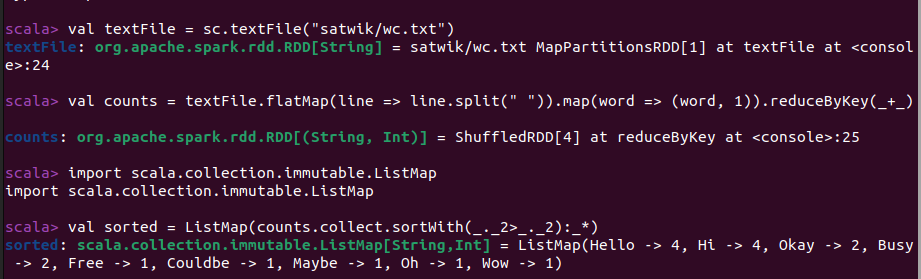 scala> val textFile = sc.textFile("satwik/wc.txt")
textFile: org.apache.spark.rdd.RDD[String] = satwik/wc.txt MapPartitionsRDD[1] at textFile at <consol
e>:24
scala> val counts = textFile.flatMap(line => line.split(" ")).map(word => (word, 1)).reduceByKey(_+_)
counts: org.apache.spark.rdd.RDD[(String, Int)] = ShuffledRDD[4] at reduceByKey at <console>:25
scala> import scala.collection.immutable.ListMap
import scala.collection.immutable.ListMap
scala> val sorted = ListMap(counts.collect.sortWith(_._2>_._2):_*)
sorted: scala.collection.immutable.ListMap[String,Int] = ListMap(Hello -> 4, Hi -> 4, Okay -> 2, Busy
-> 2, Free -> 1, Couldbe -> 1, Maybe -> 1, Oh -> 1, Wow -> 1)